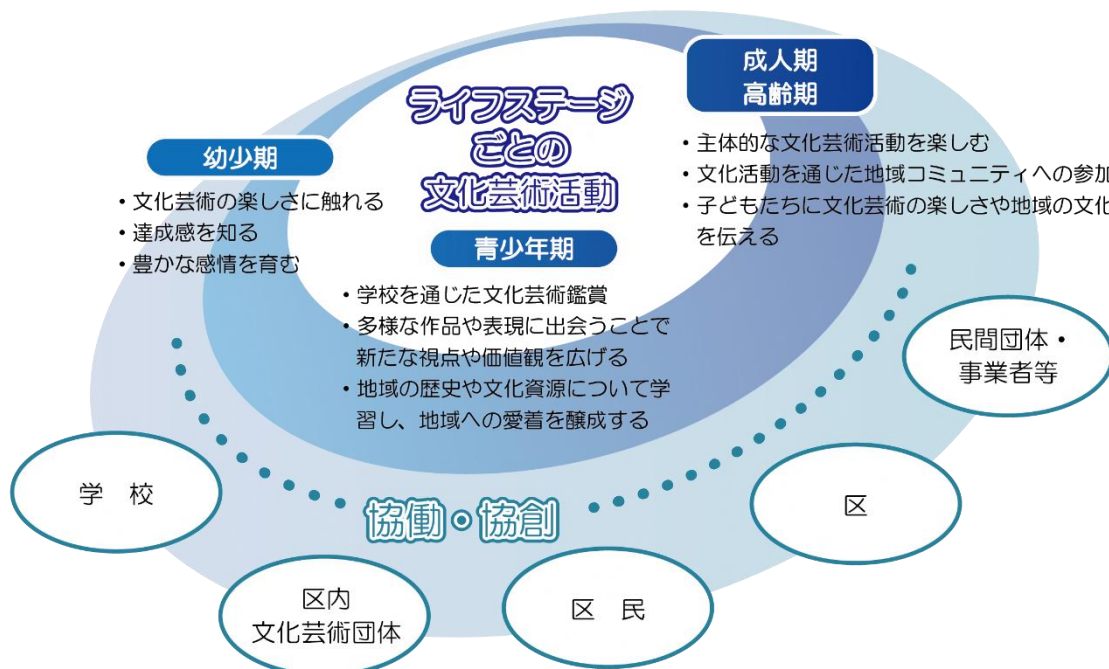 ライフステージ
ごとの
文化芸術活動
幼少期
・文化芸術の楽しさに触れる
・達成感を知る
・豊かな感情を育む
青少年期
・学校を通じた文化芸術鑑賞
・多様な作品や表現に出会うことで
新たな視点や価値観を広げる
・地域の歴史や文化資源について学
習し、地域への愛着を醸成する
成人期
高齢期
・主体的な文化芸術活動を楽しむ
・文化活動を通じた地域コミュニティへの参加
・子どもたちに文化芸術の楽しさや地域の文化
を伝える
協働・協創
学 校
区内
文化芸術団体
区 民
区
民間団体・
事業者等